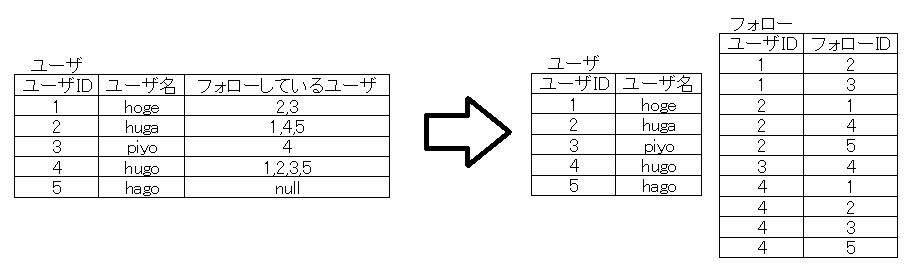 ユーザ
ユーザID ユーザ名 フォローしているユーザ
1 hoge 2,3
2 huga 1,4,5
3 piyo 4
4 hugo 1,2,3,5
5 hago null
ユーザ
ユーザID ユーザ名
1 hoge
2 huga
3 piyo
4 hugo
5 hago
フォロー
ユーザID フォローID
1 2
1 3
2 1
2 4
2 5
3 4
4 1
4 2
4 3
4 5